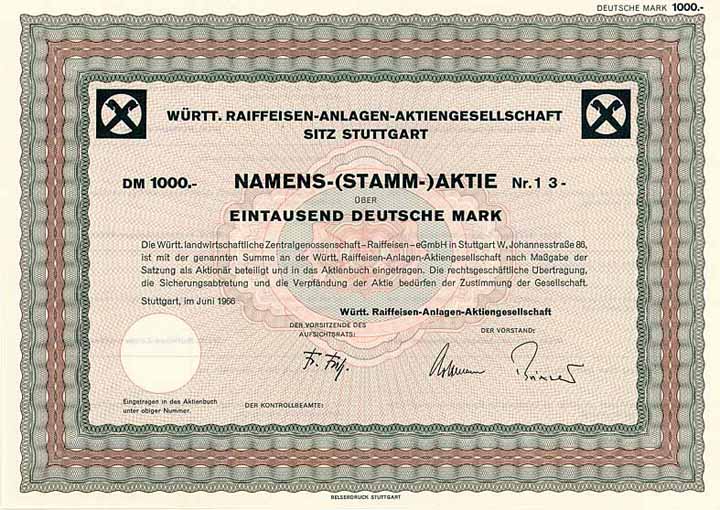 DEUTSCHE MARK 1000.-
WÜRTT. RAIFFEISEN-ANLAGEN-AKTIENGESELLSCHAFT
SITZ STUTTGART
DM 1000.- NAMENS-(STAMM-)AKTIE Nr. 1 3 -
ÜBER
EINTAUSEND DEUTSCHE MARK
Die Württ. landwirtschaftliche Zentralgenossenschaft – Raiffeisen – eGmbH in Stuttgart W, Johannesstraße 86,
ist mit der genannten Summe an der Württ. Raiffeisen-Anlagen-Aktiengesellschaft nach Maßgabe der
Satzung als Aktionär beteiligt und in das Aktienbuch eingetragen. Die rechtsgeschäftliche Übertragung,
die Sicherungsabtretung und die Verpfändung der Aktie bedürfen der Zustimmung der Gesellschaft.
Stuttgart, im Juni 1966
Württ. Raiffeisen-Anlagen-Aktiengesellschaft
DER VORSITZENDE DES
AUFSICHTSRATS:
DER VORSTAND:
Eingetragen in das Aktienbuch
unter obiger Nummer.
DER KONTROLLBEAMTE:
BELSERDRUCK STUTTGART